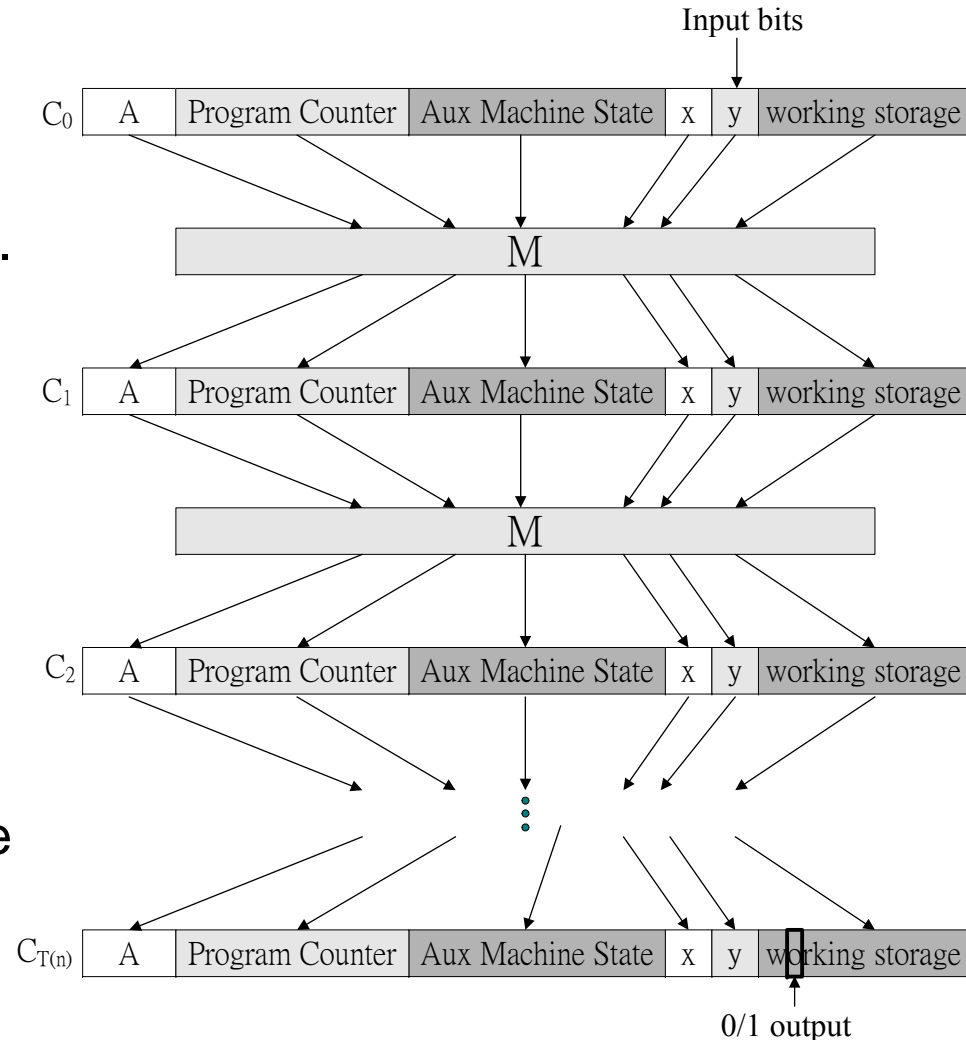 Input bits
C₀ A Program Counter Aux Machine State x y working storage
.
M
C₁ A Program Counter Aux Machine State x y working storage
M
C₂ A Program Counter Aux Machine State x y working storage
e
C_T(n) A Program Counter Aux Machine State x y working storage
0/1 output